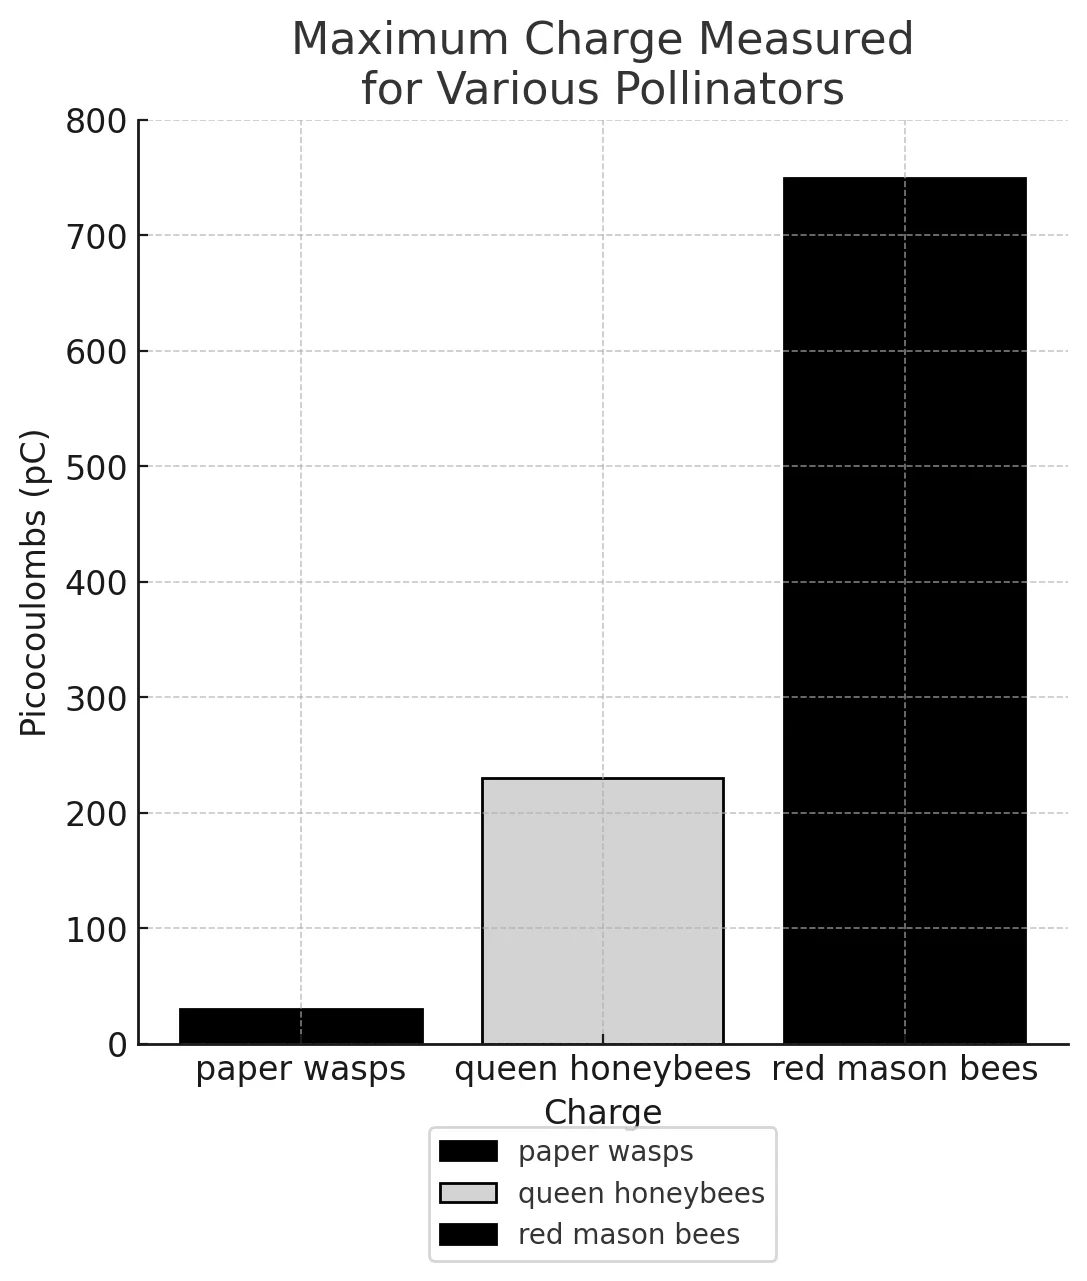 Maximum Charge Measured
for Various Pollinators
800
700
600
500
400
300
200
100
0
Picocoulombs (pC)
paper wasps queen honeybees red mason bees
Charge
paper wasps
queen honeybees
red mason bees